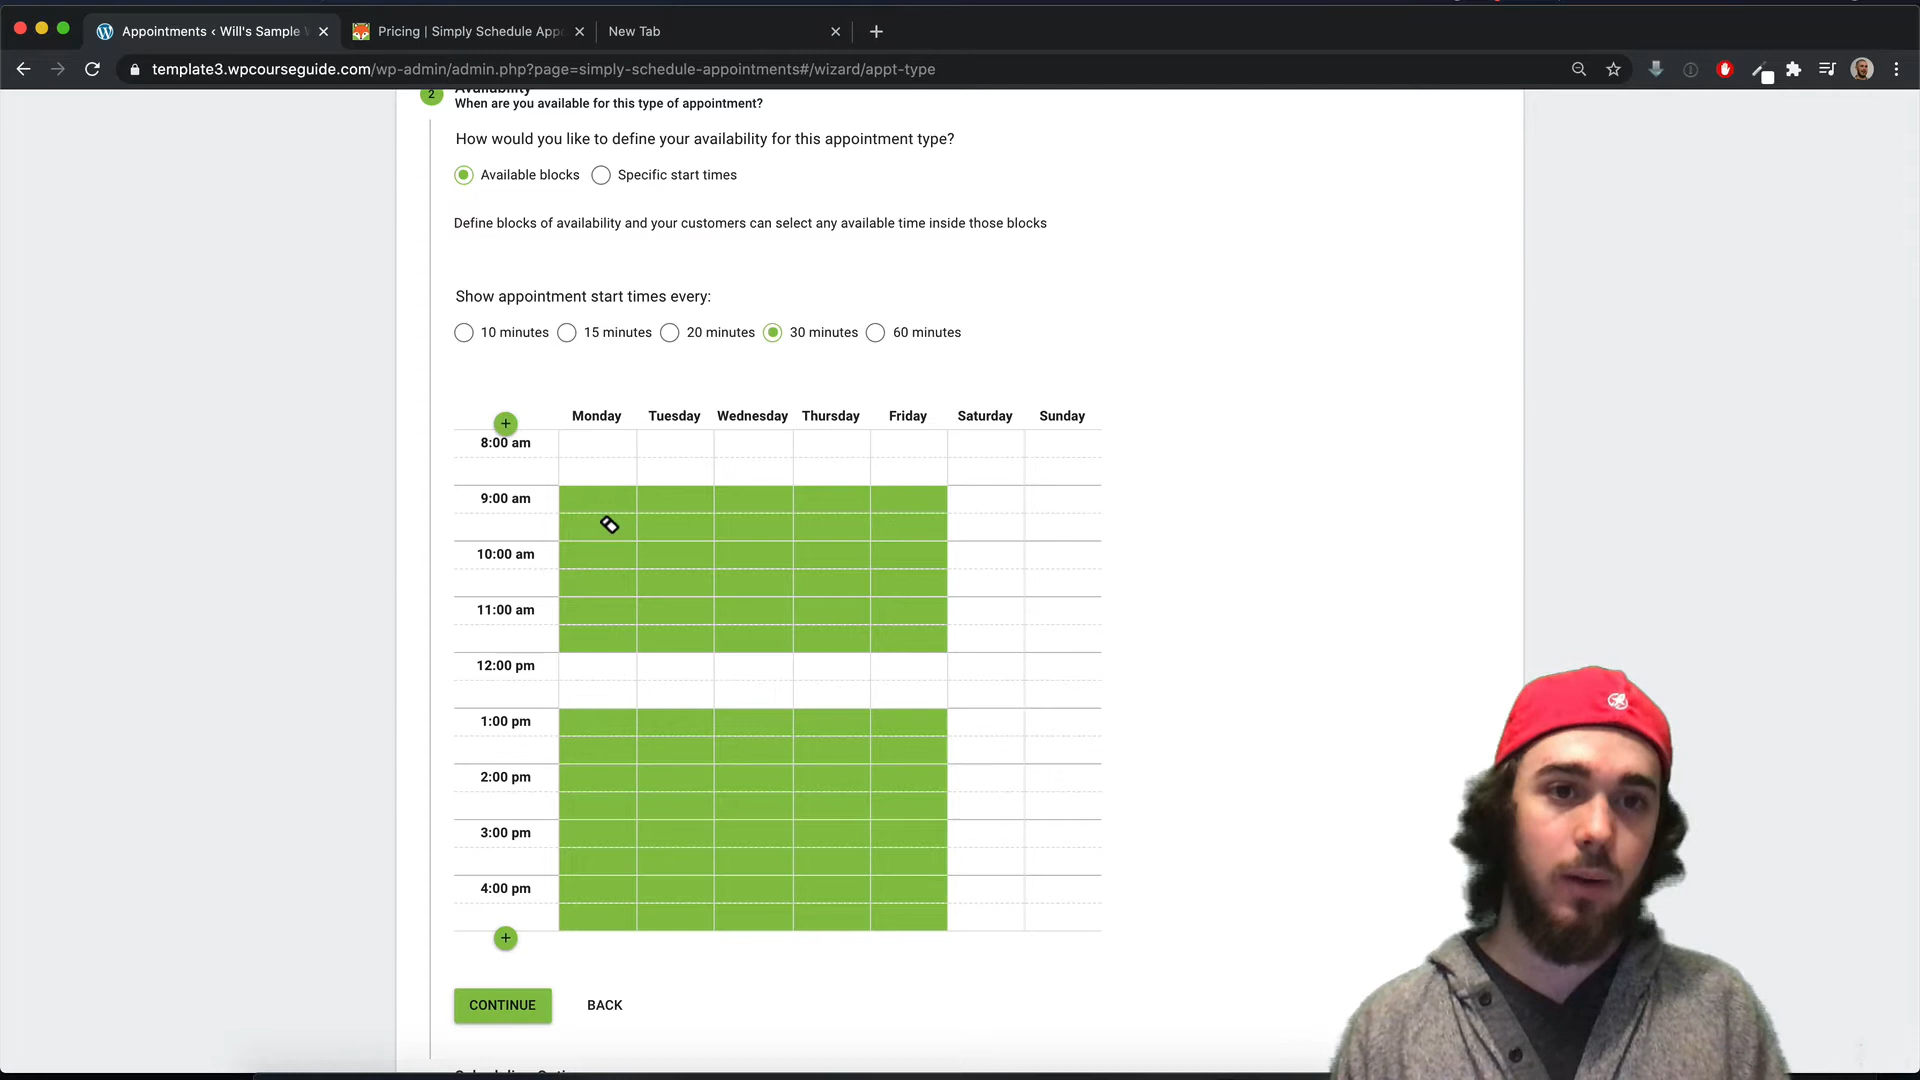 Appointments ‹ Will's Sample
Pricing | Simply Schedule Appo
New Tab
template3.wpcourseguide.com/wp-admin/admin.php?page=simply-schedule-appointments#/wizard/appt-type
2
Availability
When are you available for this type of appointment?
How would you like to define your availability for this appointment type?
Available blocks Specific start times
Define blocks of availability and your customers can select any available time inside those blocks
Show appointment start times every:
10 minutes 15 minutes 20 minutes 30 minutes 60 minutes
Monday Tuesday Wednesday Thursday Friday Saturday Sunday
8:00 am
9:00 am
10:00 am
11:00 am
12:00 pm
1:00 pm
2:00 pm
3:00 pm
4:00 pm
CONTINUE BACK